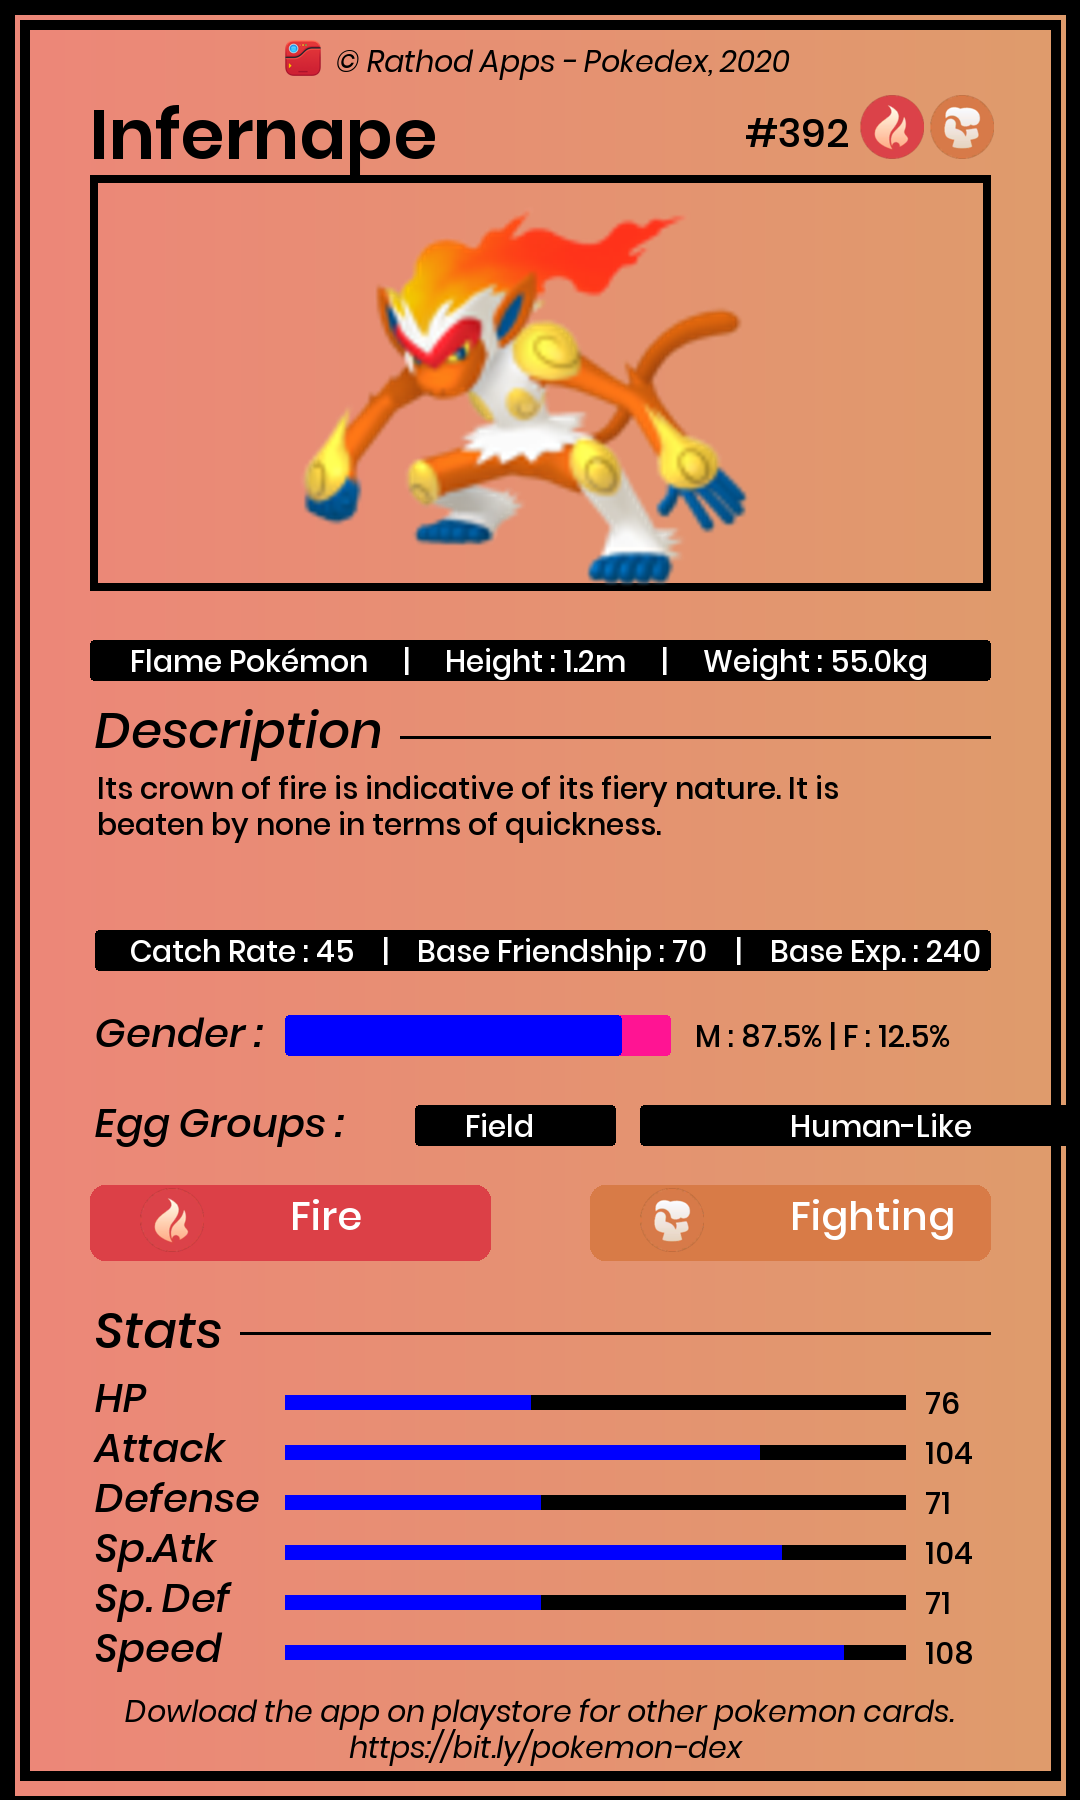 © Rathod Apps - Pokedex, 2020
Infernape #392
Flame Pokémon | Height : 1.2m | Weight : 55.0kg
Description
Its crown of fire is indicative of its fiery nature. It is
beaten by none in terms of quickness.
Catch Rate : 45 | Base Friendship : 70 | Base Exp. : 240
Gender : M : 87.5% | F : 12.5%
Egg Groups : Field Human-Like
Fire Fighting
Stats
HP 76
Attack 104
Defense 71
Sp.Atk 104
Sp. Def 71
Speed 108
Dowload the app on playstore for other pokemon cards.
https://bit.ly/pokemon-dex